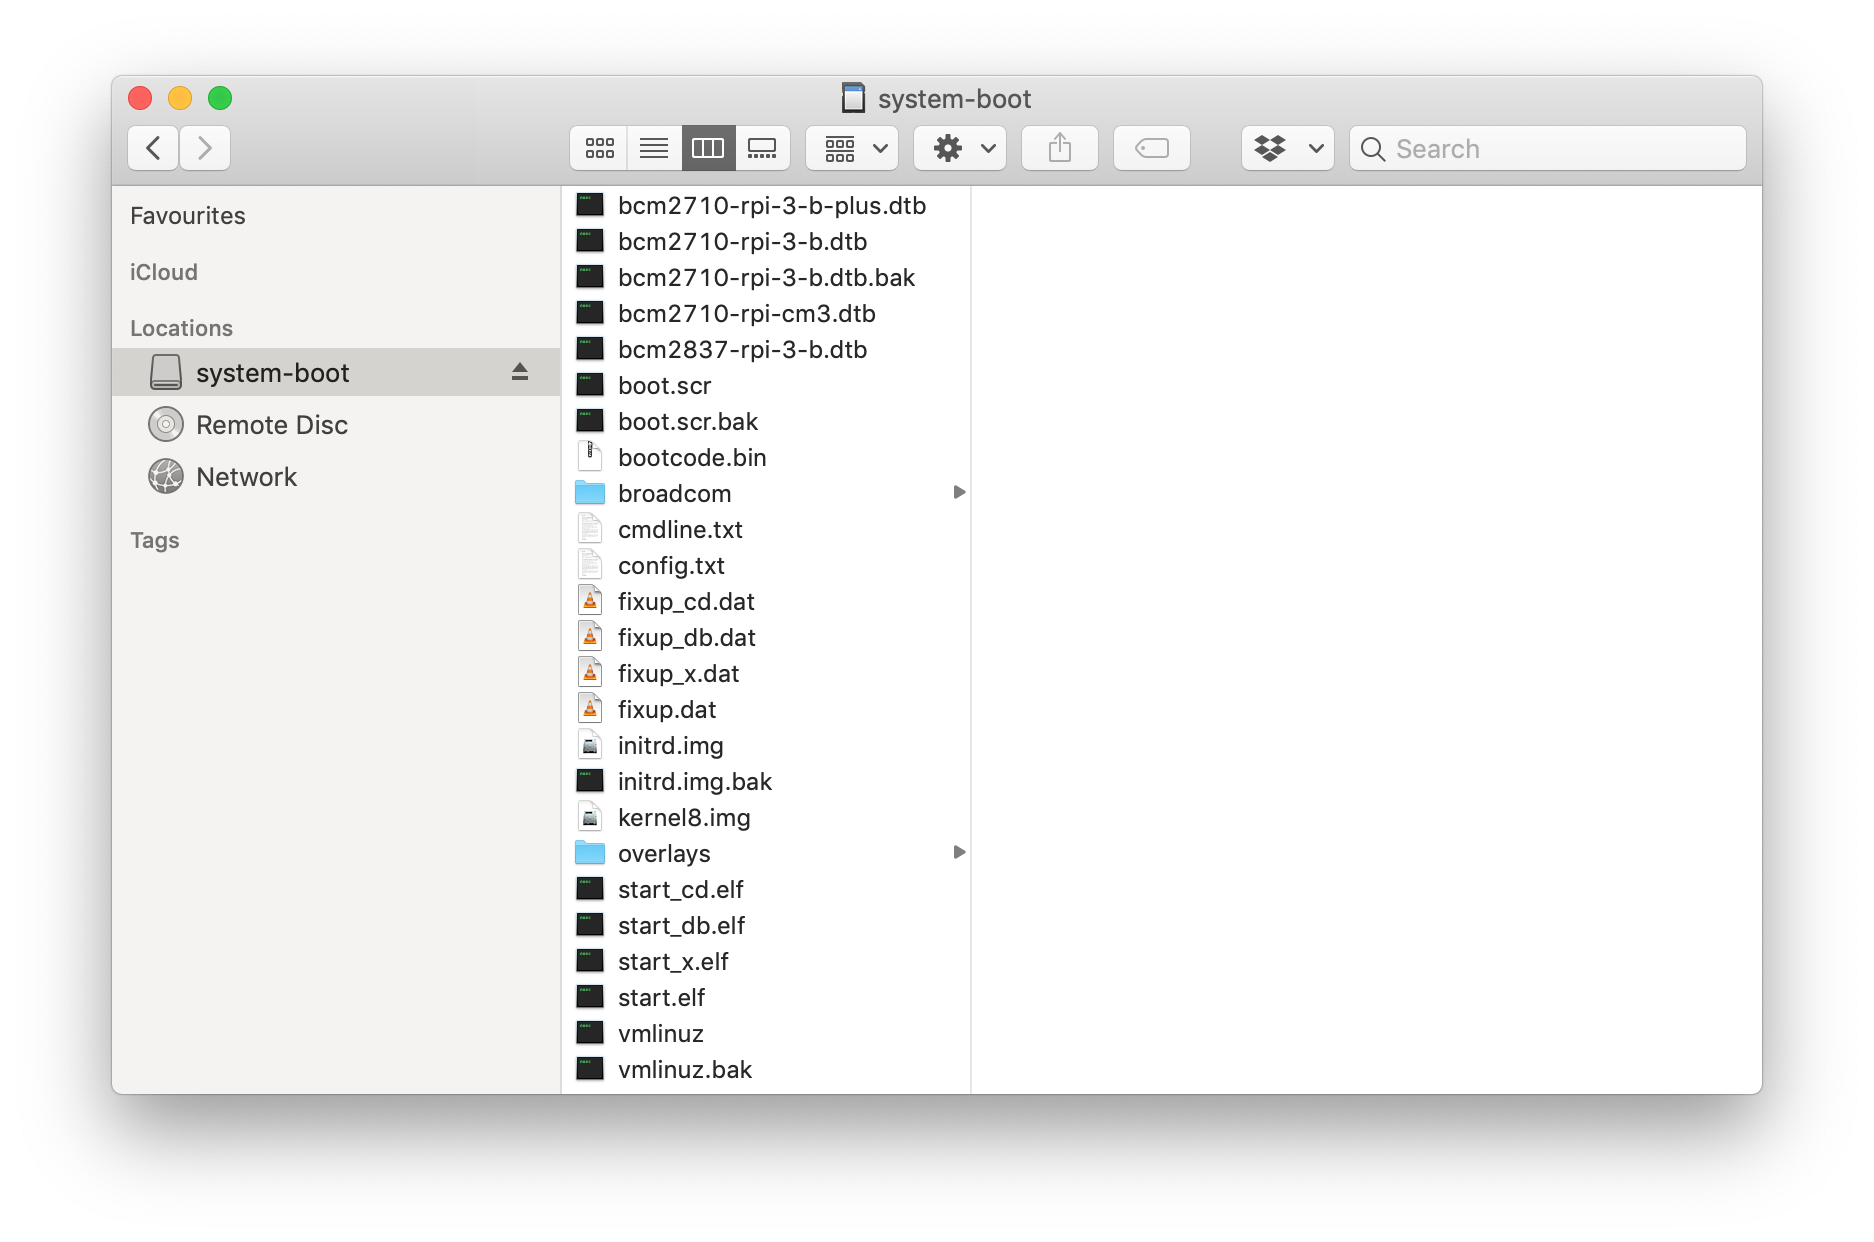 system-boot
Search
Favourites
iCloud
Locations
system-boot
Remote Disc
Network
Tags
bcm2710-rpi-3-b-plus.dtb
bcm2710-rpi-3-b.dtb
bcm2710-rpi-3-b.dtb.bak
bcm2710-rpi-cm3.dtb
bcm2837-rpi-3-b.dtb
boot.scr
boot.scr.bak
bootcode.bin
broadcom
cmdline.txt
config.txt
fixup_cd.dat
fixup_db.dat
fixup_x.dat
fixup.dat
initrd.img
initrd.img.bak
kernel8.img
overlays
start_cd.elf
start_db.elf
start_x.elf
start.elf
vmlinuz
vmlinuz.bak